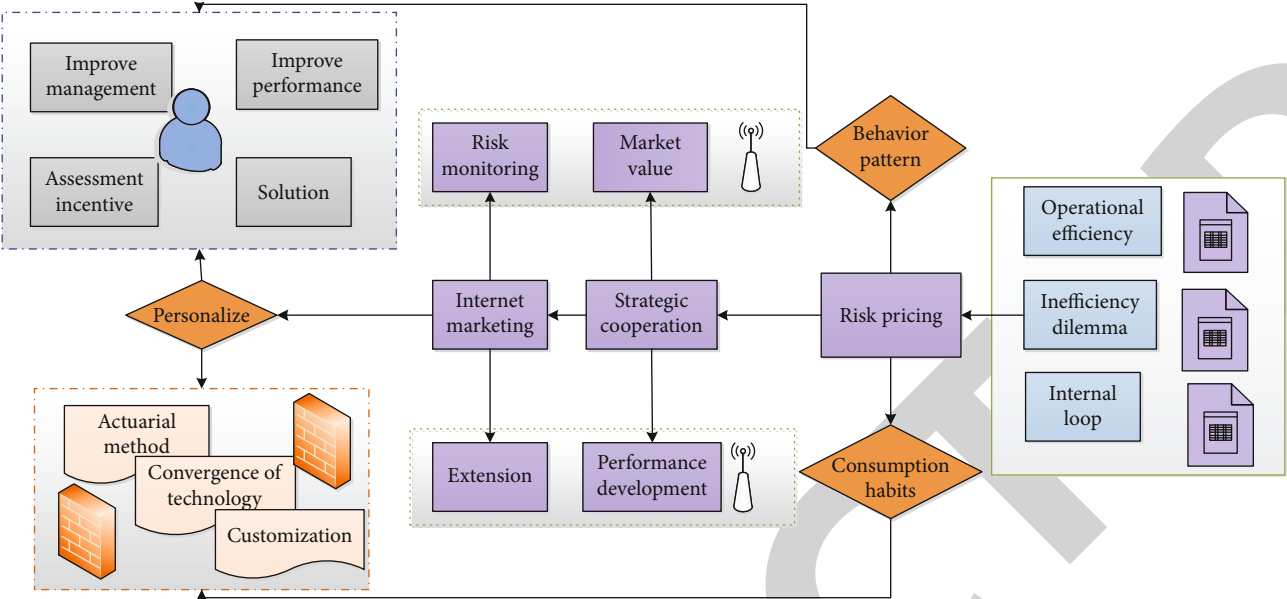 Improve
management
Improve
performance
Assessment
incentive
Solution
Risk
monitoring
Market
value
Behavior
pattern
Operational
efficiency
Personalize
Internet
marketing
Strategic
cooperation
Risk pricing
Inefficiency
dilemma
Internal
loop
Actuarial
method
Convergence of
technology
Customization
Extension
Performance
development
Consumption
habits